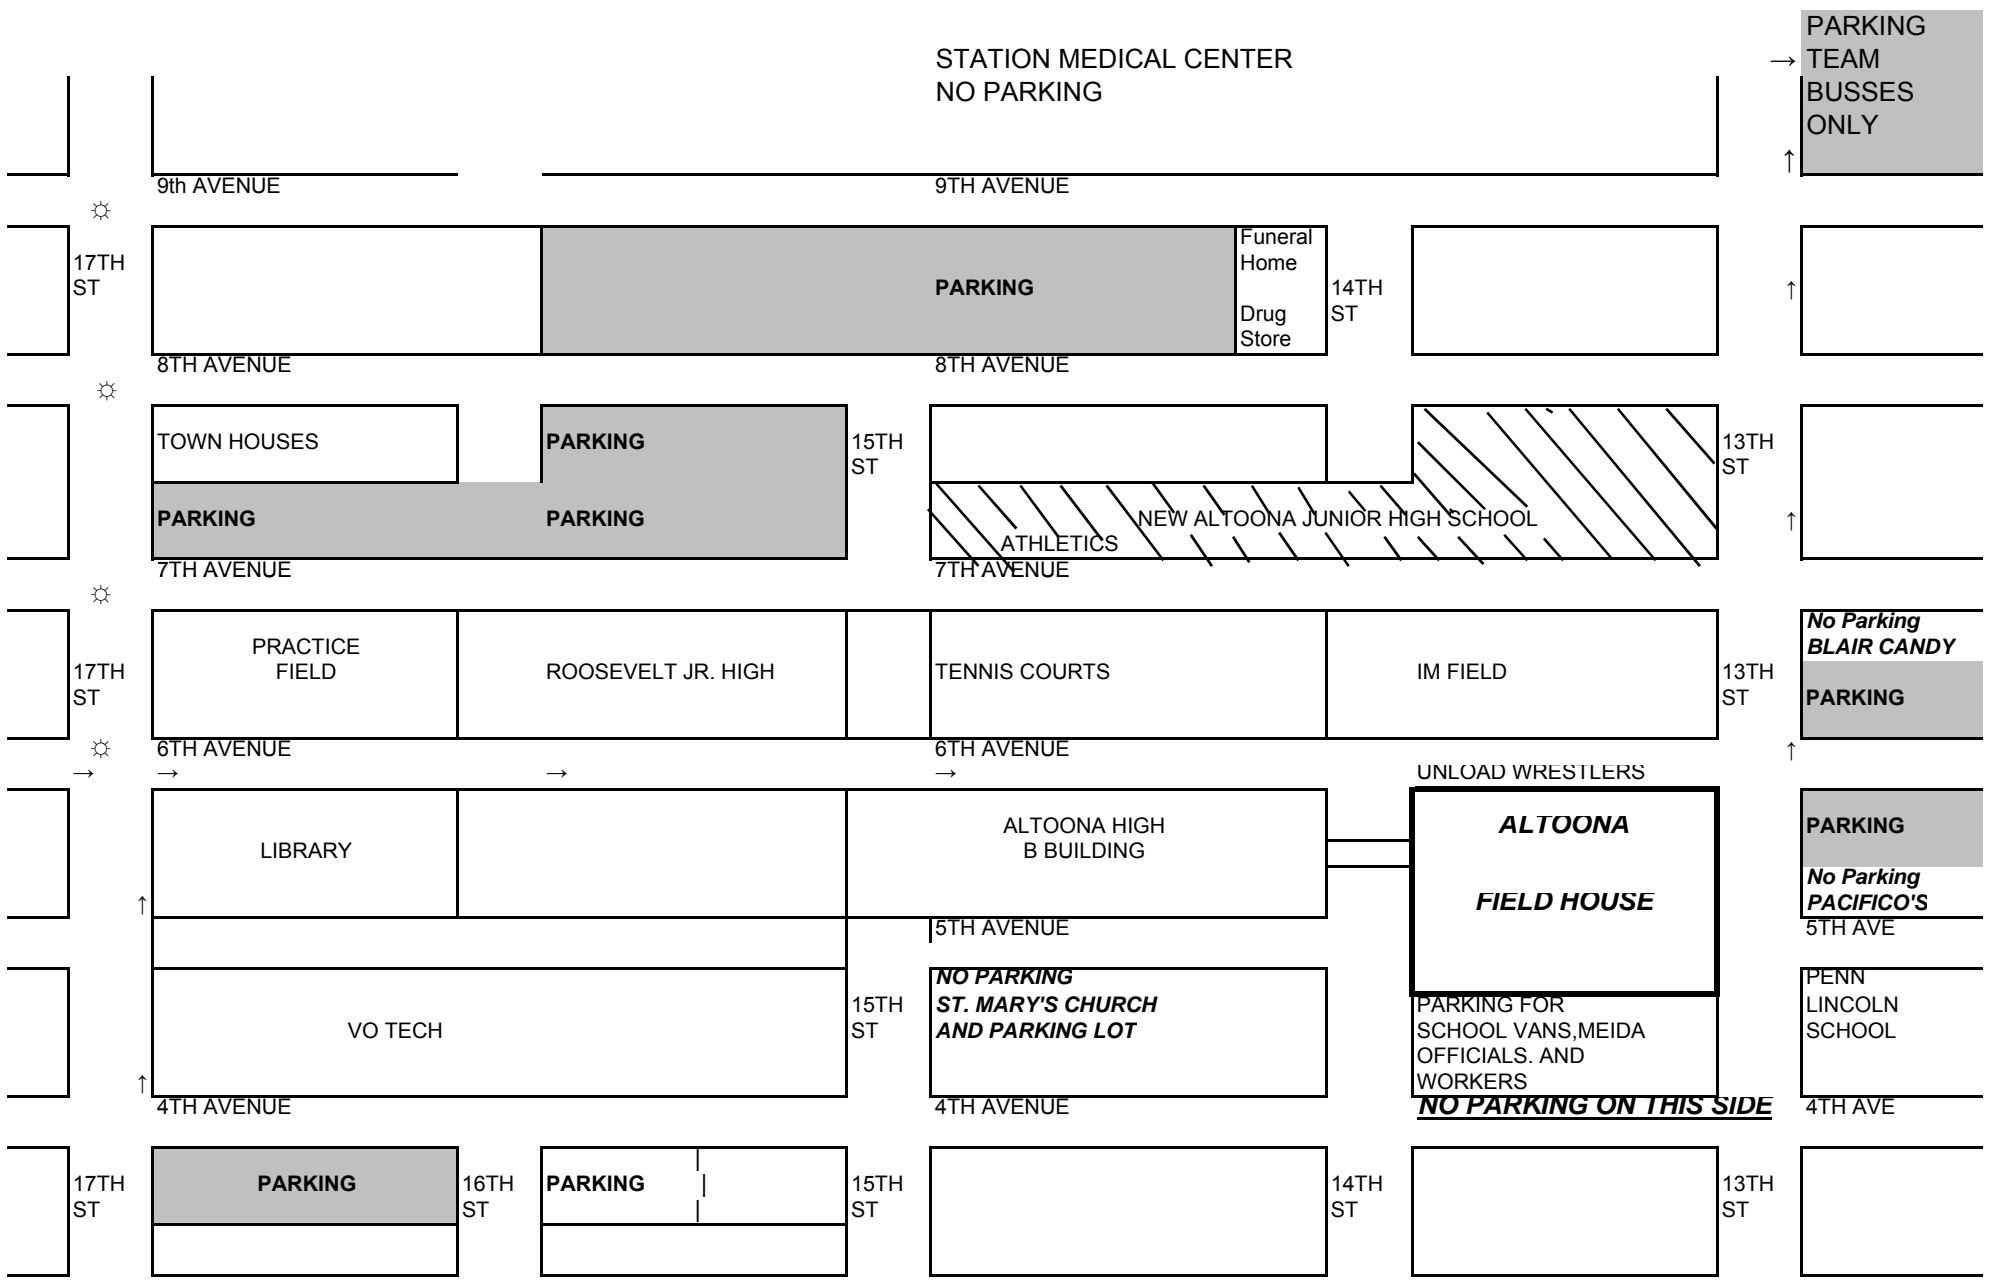 PARKING
STATION MEDICAL CENTER → TEAM
NO PARKING BUSSES
ONLY
↑
9th AVENUE 9TH AVENUE
☼
Funeral
17TH Home
ST PARKING 14TH ↑
Drug ST
Store
8TH AVENUE 8TH AVENUE
☼
TOWN HOUSES PARKING 15TH 13TH
ST ST
PARKING PARKING NEW ALTOONA JUNIOR HIGH SCHOOL ↑
ATHLETICS
7TH AVENUE 7TH AVENUE
☼
No Parking
PRACTICE BLAIR CANDY
17TH FIELD ROOSEVELT JR. HIGH TENNIS COURTS IM FIELD 13TH
ST ST PARKING
☼ 6TH AVENUE 6TH AVENUE ↑
→ → → → UNLOAD WRESTLERS
ALTOONA HIGH ALTOONA PARKING
LIBRARY B BUILDING
No Parking
↑ FIELD HOUSE PACIFICO'S
5TH AVENUE 5TH AVE
NO PARKING PENN
15TH ST. MARY'S CHURCH PARKING FOR LINCOLN
VO TECH ST AND PARKING LOT SCHOOL VANS,MEIDA SCHOOL
OFFICIALS. AND
↑ WORKERS
4TH AVENUE 4TH AVENUE NO PARKING ON THIS SIDE 4TH AVE
17TH PARKING 16TH PARKING 15TH 14TH 13TH
ST ST ST ST ST